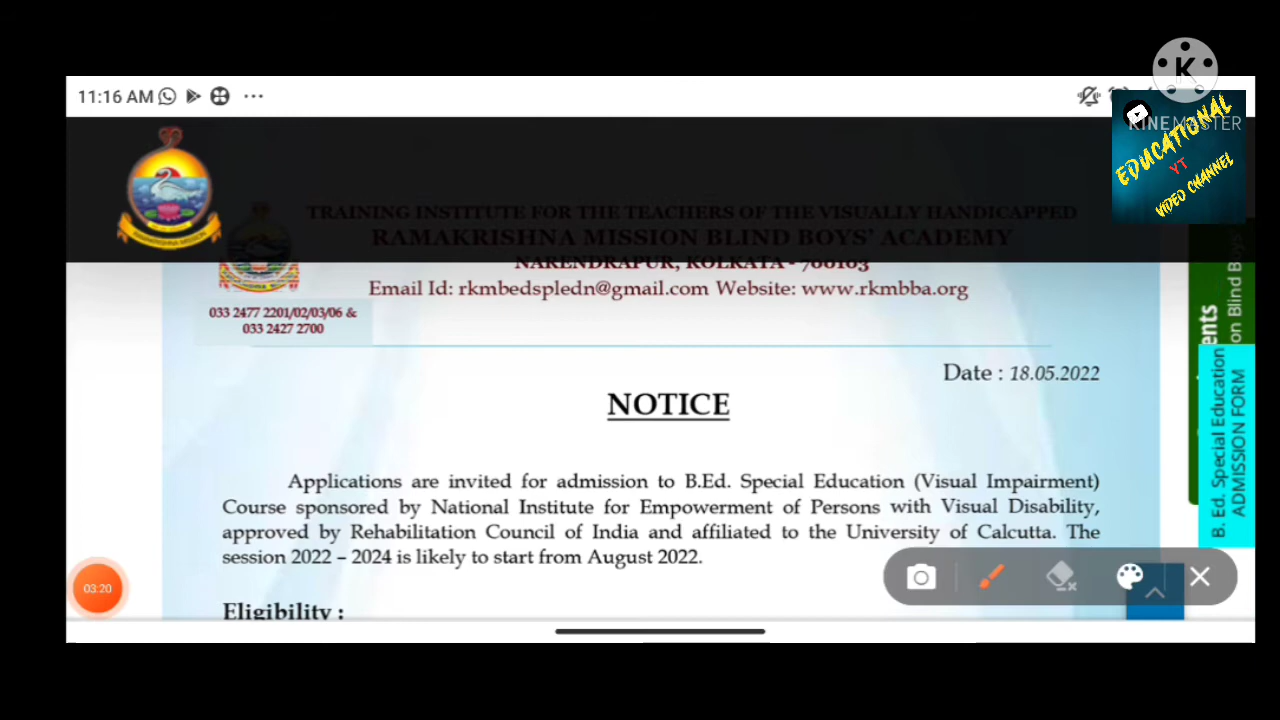 11:16 AM
K
KINEMASTER
EDUCATIONAL
YT
VIDEO CHANNEL
RAMAKRISHNA MISSION
TRAINING INSTITUTE FOR THE TEACHERS OF THE VISUALLY HANDICAPPED
RAMAKRISHNA MISSION BLIND BOYS' ACADEMY
NARENDRAPUR, KOLKATA - 700103
Email Id: rkmbedspledn@gmail.com Website: www.rkmbba.org
033 2477 2201/02/03/06 &
033 2427 2700
Date : 18.05.2022
NOTICE
Applications are invited for admission to B.Ed. Special Education (Visual Impairment)
Course sponsored by National Institute for Empowerment of Persons with Visual Disability,
approved by Rehabilitation Council of India and affiliated to the University of Calcutta. The
session 2022 – 2024 is likely to start from August 2022.
Eligibility :
03:20
on Blind Boys
B. Ed. Special Education
ADMISSION FORM